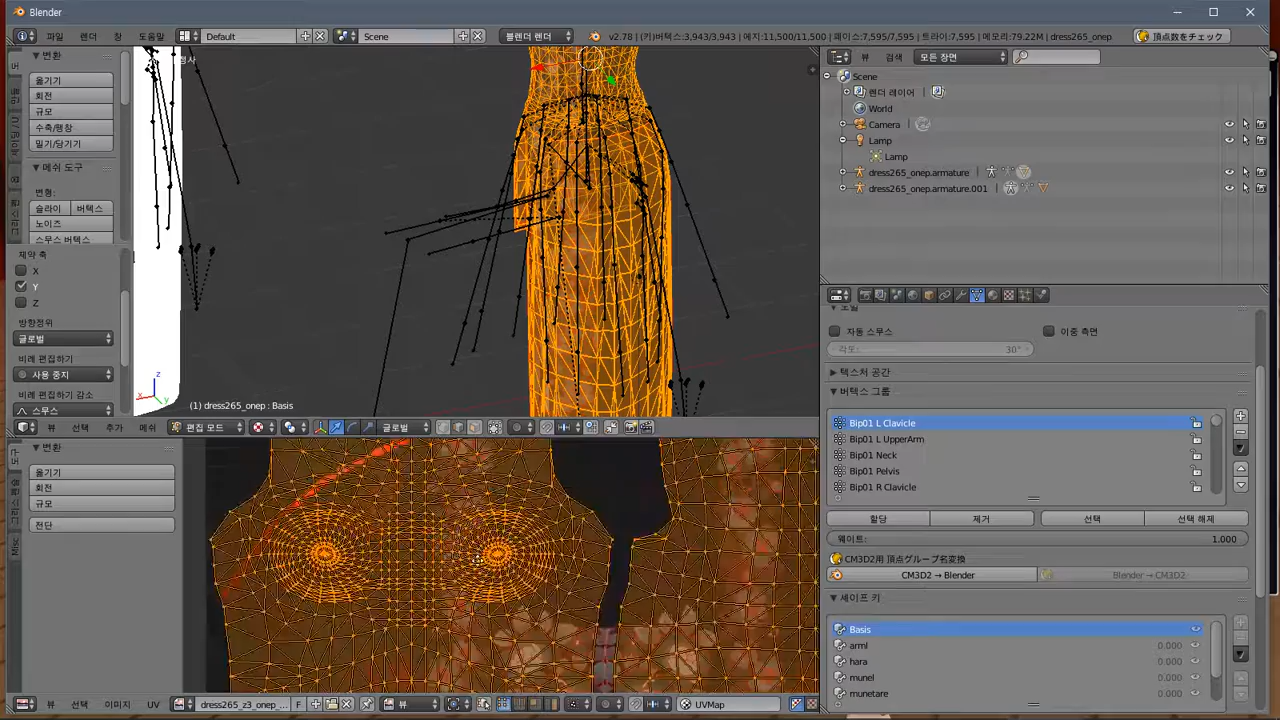 Blender
파일 렌더 창 도움말 Default Scene 블렌더 렌더 v2.78 | (키)버텍스:3,943/3,943 | 에지:11,500/11,500 | 페이스:7,595/7,595 | 트라이:7,595 | 메모리:79.22M | dress265_onep 頂点数をチェック
변환
옮기기
회전
규모
수축/팽창
밀기/당기기
메쉬 도구
변형:
슬라이 버텍스
노이즈
스무스 버텍스
제약 축
X
Y
Z
방향정위
글로벌
비례 편집하기
사용 중지
비례 편집 감소
스무스
(1) dress265_onep : Basis
뷰 선택 추가 메쉬 편집 모드 글로벌
변환
옮기기
회전
규모
전단
뷰 선택 이미지 UV dress265_z3_onep_... F 뷰 UVMap
뷰 검색 모든 장면
Scene
렌더 레이어
World
Camera
Lamp
Lamp
dress265_onep.armature
dress265_onep.armature.001
자동 스무스 이중 측면
각도: 30°
텍스처 공간
버텍스 그룹
Bip01 L Clavicle
Bip01 L UpperArm
Bip01 Neck
Bip01 Pelvis
Bip01 R Clavicle
할당 제거 선택 선택 해제
웨이트: 1.000
CM3D2用 頂点グループ名変換
CM3D2 → Blender Blender → CM3D2
셰이프 키
Basis
arml 0.000
hara 0.000
munel 0.000
munetare 0.000